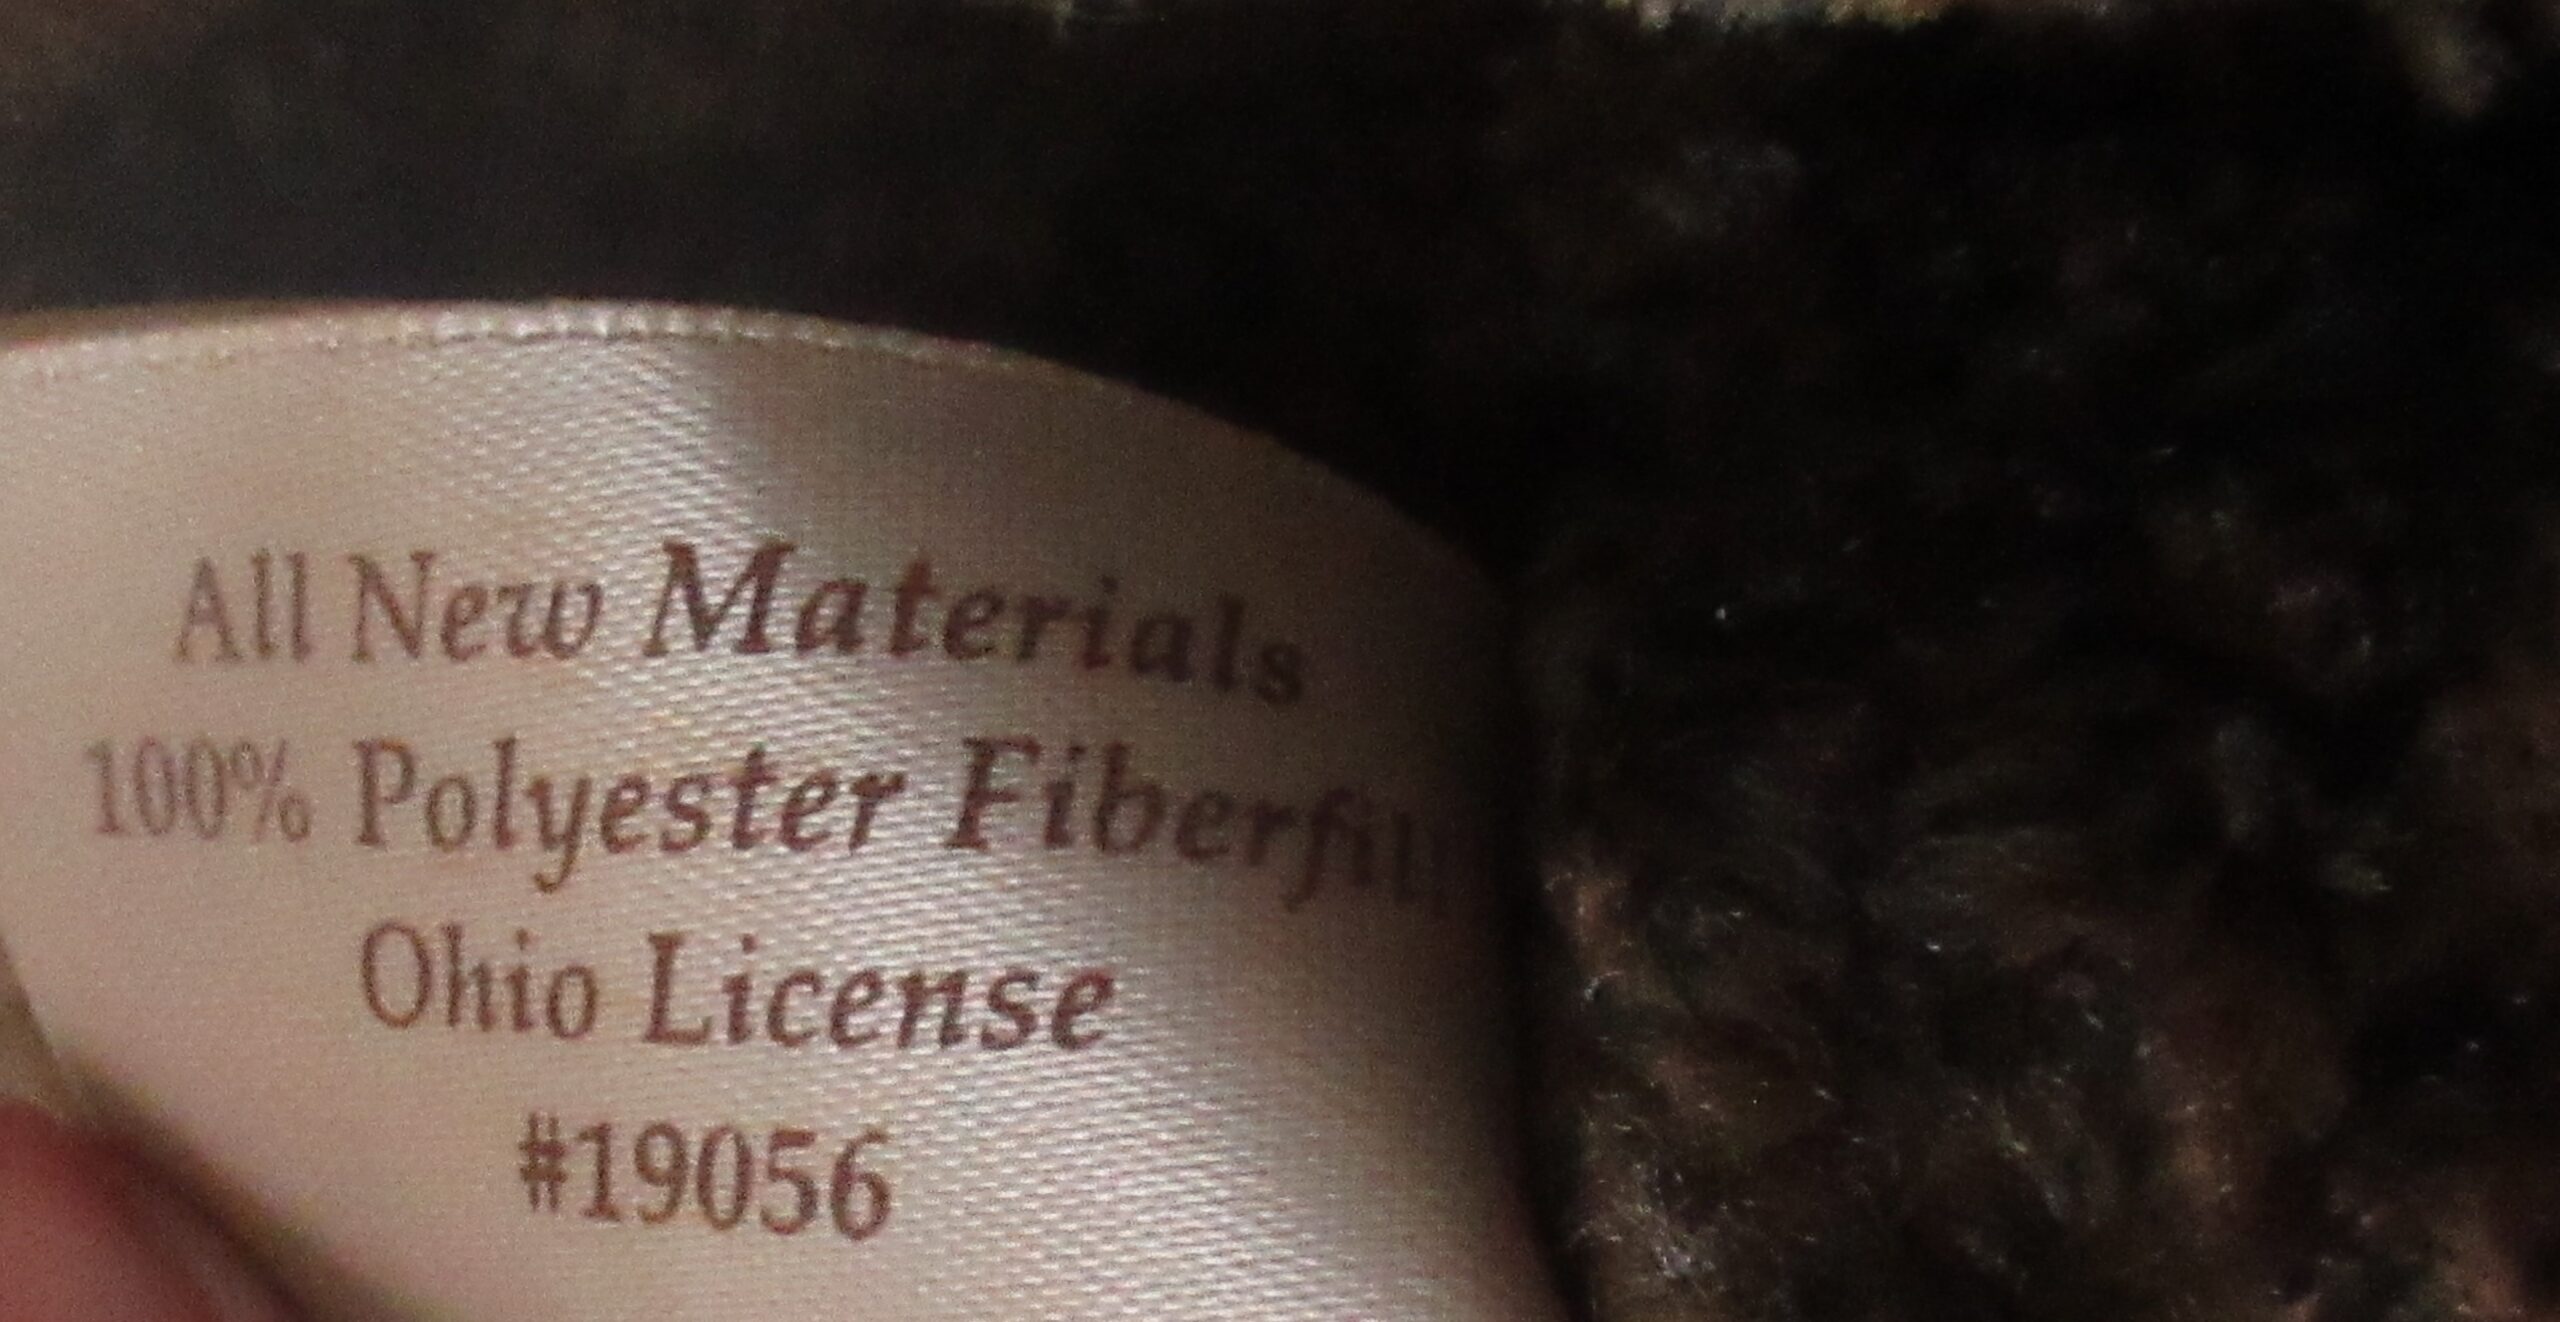 All New Materials
100% Polyester Fiberfill
Ohio License
#19056